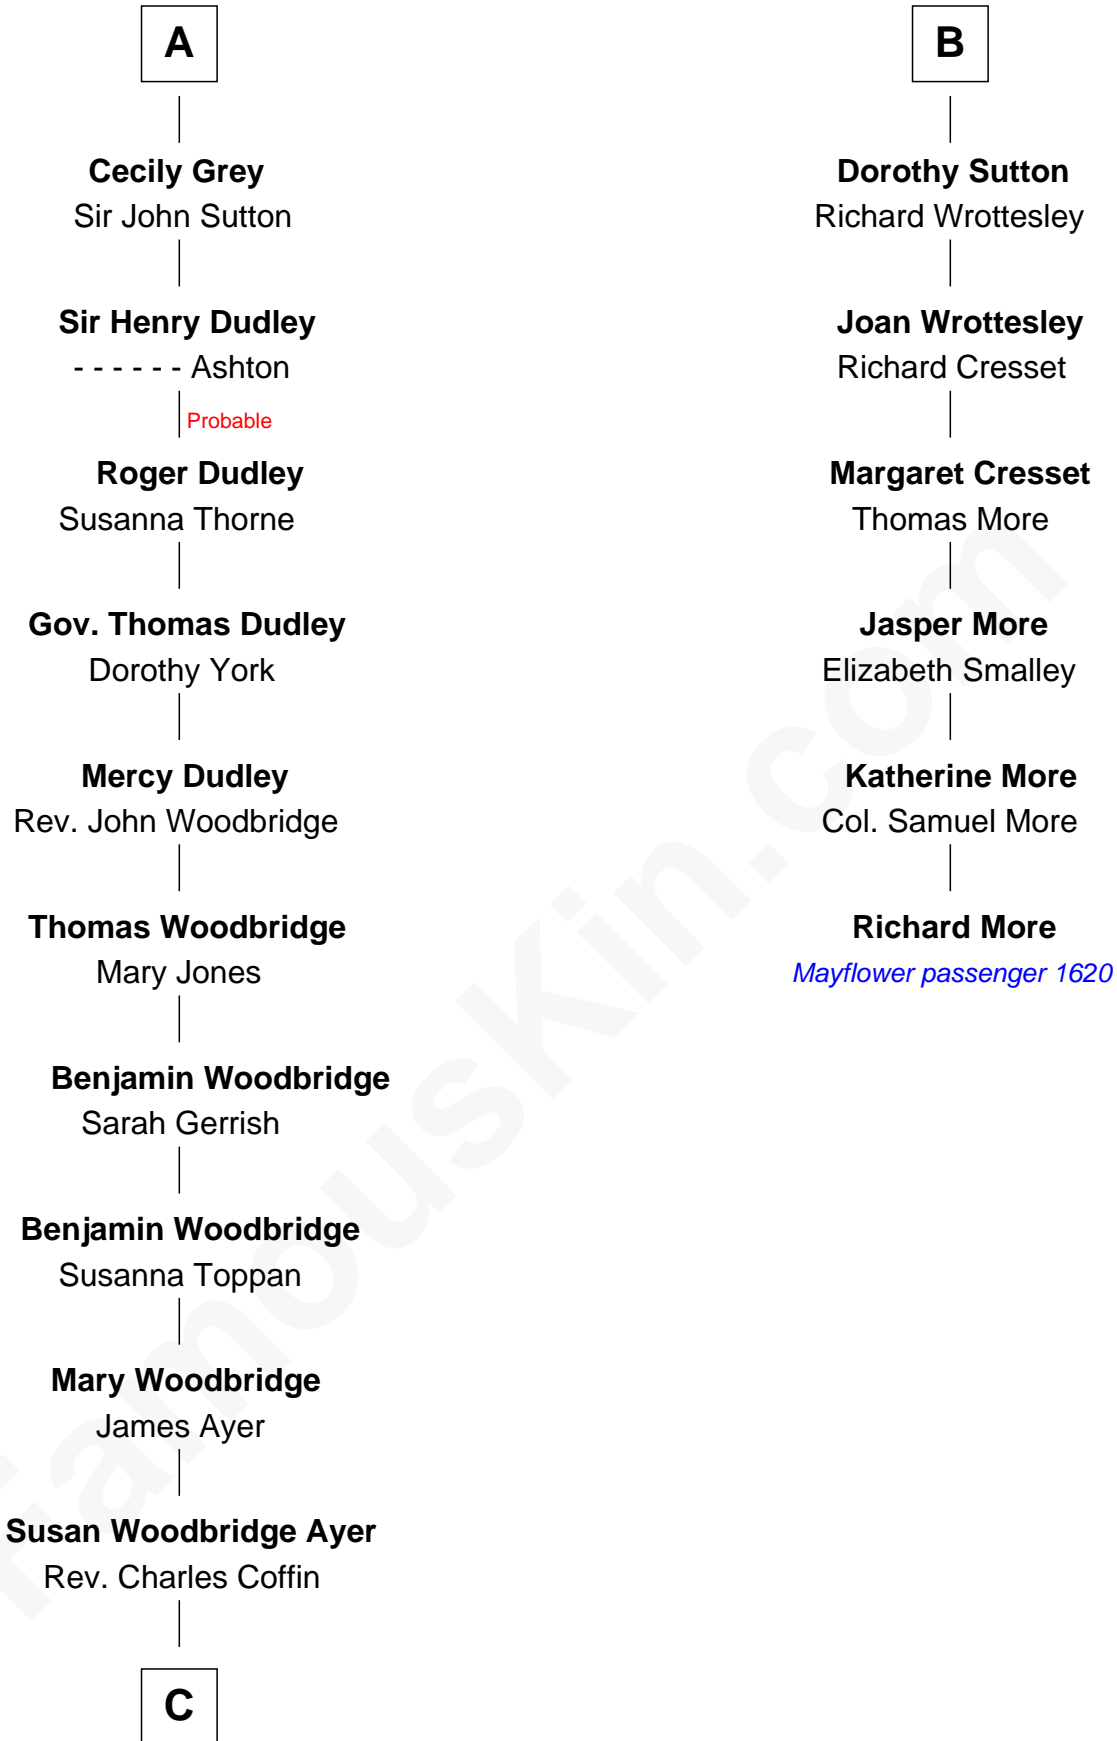 A
Cecily Grey
Sir John Sutton
Sir Henry Dudley
- - - - - - Ashton
Probable
Roger Dudley
Susanna Thorne
Gov. Thomas Dudley
Dorothy York
Mercy Dudley
Rev. John Woodbridge
Thomas Woodbridge
Mary Jones
Benjamin Woodbridge
Sarah Gerrish
Benjamin Woodbridge
Susanna Toppan
Mary Woodbridge
James Ayer
Susan Woodbridge Ayer
Rev. Charles Coffin
C
B
Dorothy Sutton
Richard Wrottesley
Joan Wrottesley
Richard Cresset
Margaret Cresset
Thomas More
Jasper More
Elizabeth Smalley
Katherine More
Col. Samuel More
Richard More
Mayflower passenger 1620
FamousKin.com